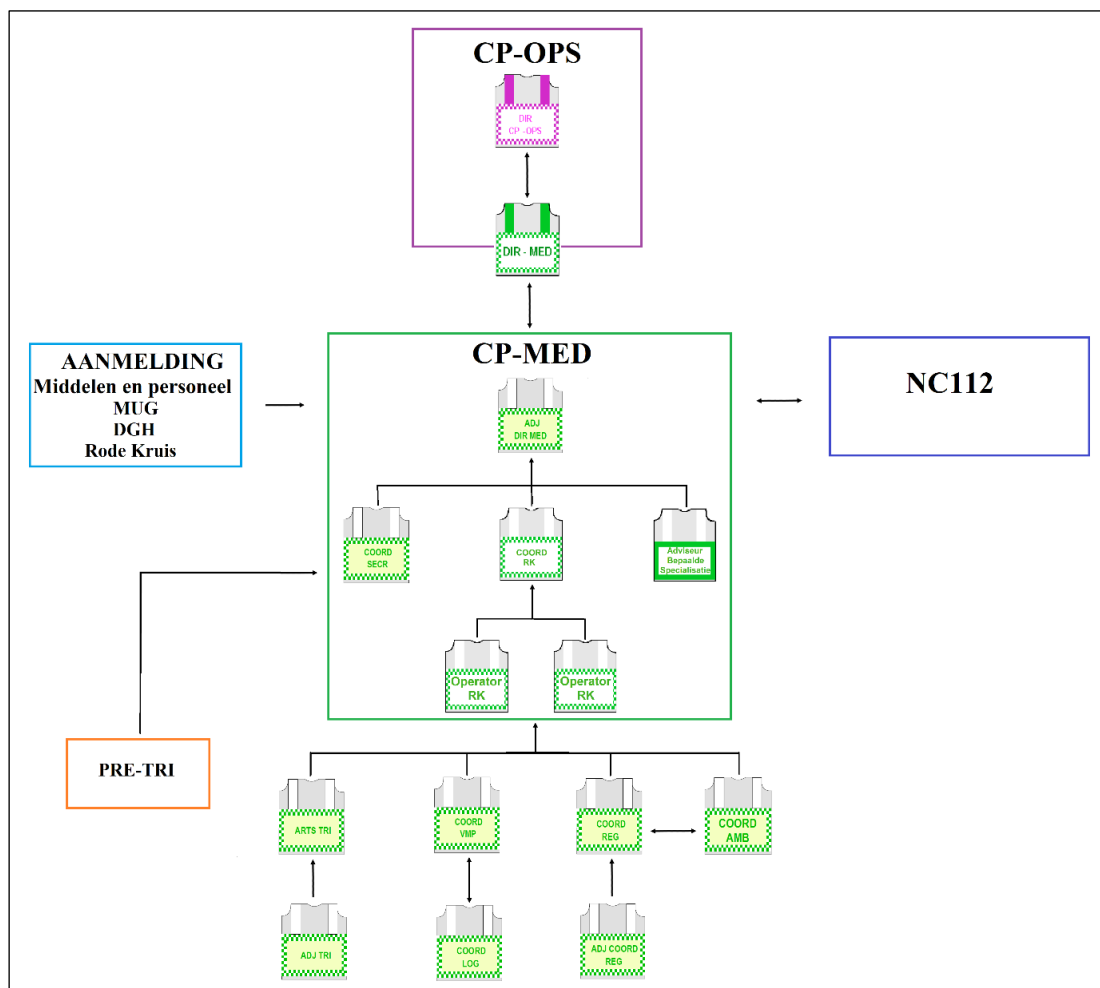 CP-OPS
DIR
CP -OPS
DIR - MED
AANMELDING
Middelen en personeel
MUG
DGH
Rode Kruis
CP-MED
NC112
ADJ
DIR MED
COORD
SECR
COORD
RK
Adviseur
Bepaalde
Specialisatie
Operator
RK
Operator
RK
PRE-TRI
ARTS TRI
COORD
VMP
COORD
REG
COORD
AMB
ADJ TRI
COORD
LOG
ADJ COORD
REG